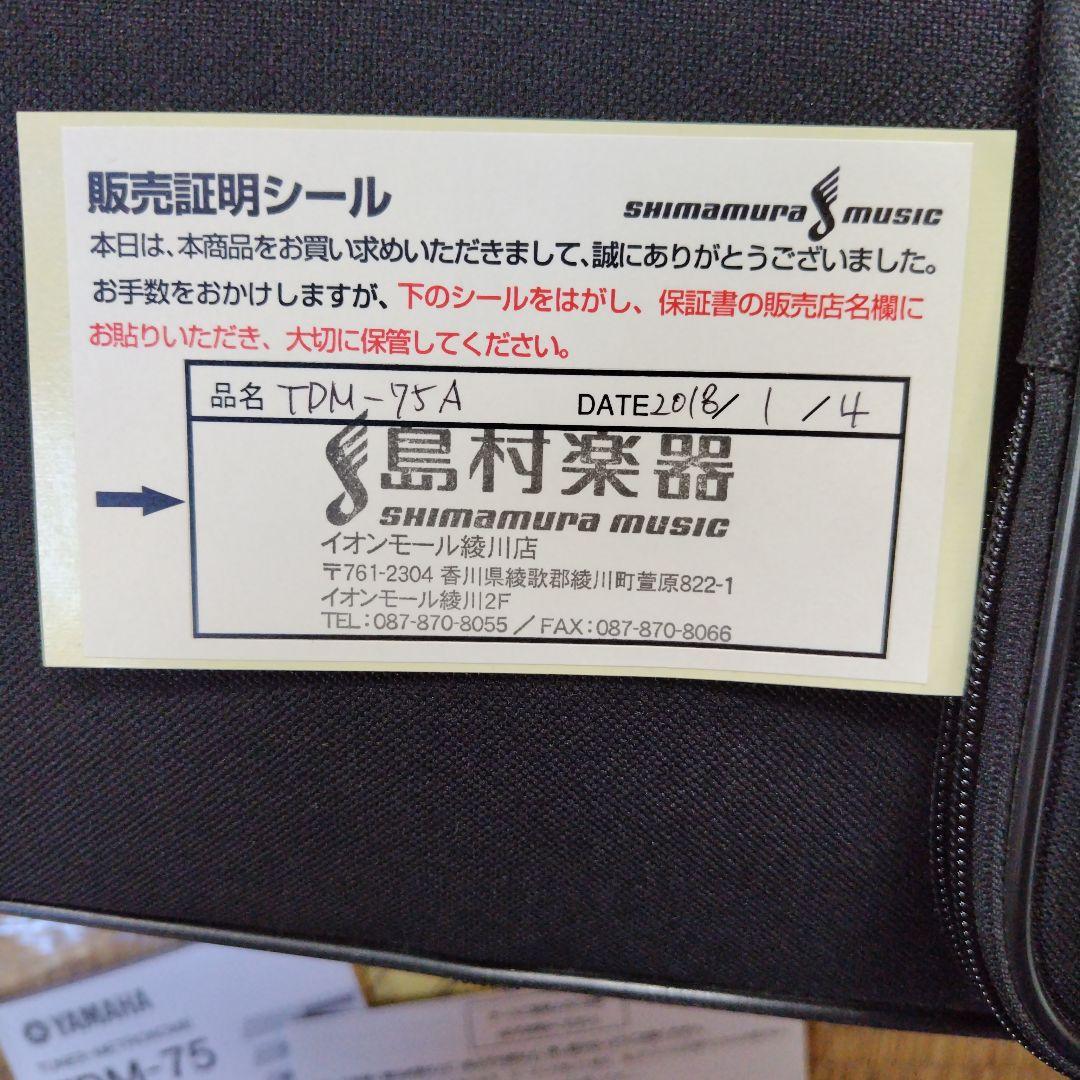 販売証明シール
SHIMAMURA MUSIC
本日は、本商品をお買い求めいただきまして、誠にありがとうございました。
お手数をおかけしますが、下のシールをはがし、保証書の販売店名欄に
お貼りいただき、大切に保管してください。
品名 TDM-75A DATE 2018/1/4
島村楽器
SHIMAMURA MUSIC
イオンモール綾川店
〒761-2304 香川県綾歌郡綾川町萱原822-1
イオンモール綾川2F
TEL:087-870-8055/FAX:087-870-8066
YAMAHA
TUNER METRONOME
TDM-75